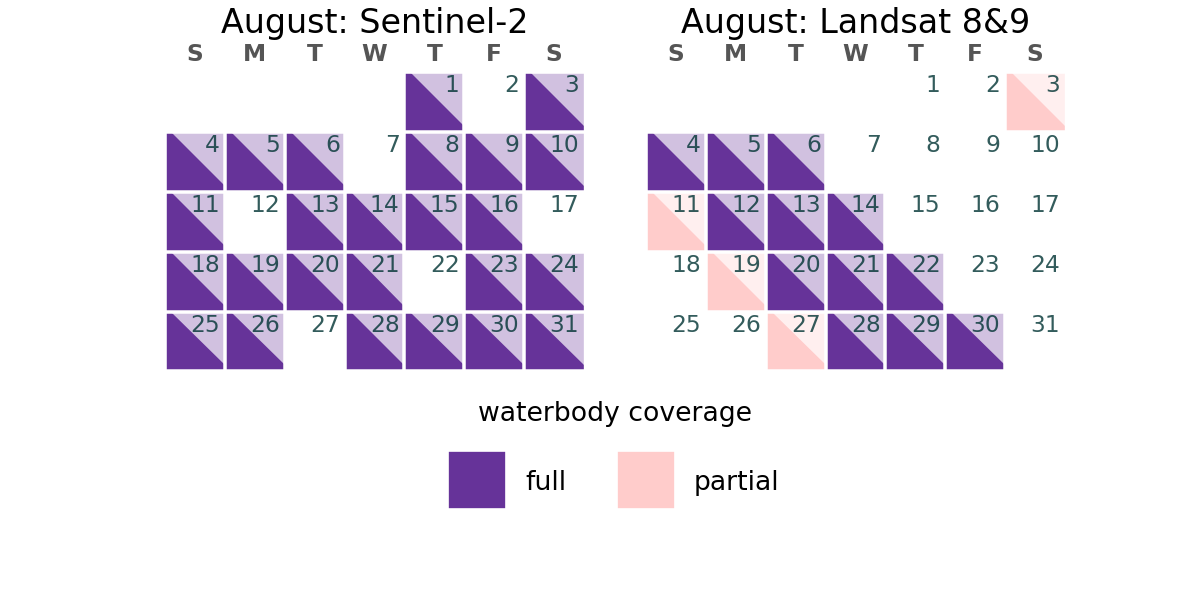 August: Sentinel-2
S M T W T F S
1 2 3
4 5 6 7 8 9 10
11 12 13 14 15 16 17
18 19 20 21 22 23 24
25 26 27 28 29 30 31
August: Landsat 8&9
S M T W T F S
1 2 3
4 5 6 7 8 9 10
11 12 13 14 15 16 17
18 19 20 21 22 23 24
25 26 27 28 29 30 31
waterbody coverage
full
partial